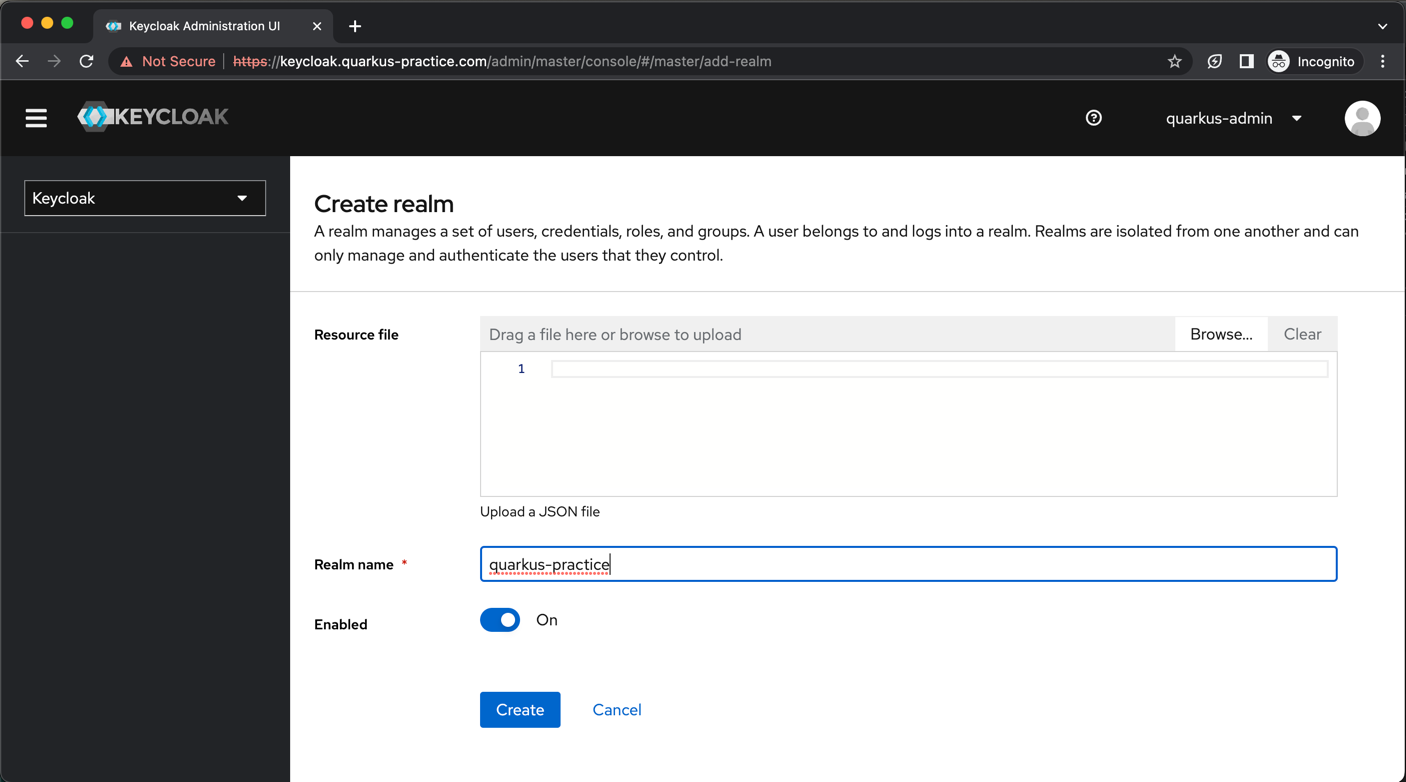 Keycloak Administration UI
Not Secure https://keycloak.quarkus-practice.com/admin/master/console/#/master/add-realm Incognito
KEYCLOAK quarkus-admin
Keycloak
Create realm
A realm manages a set of users, credentials, roles, and groups. A user belongs to and logs into a realm. Realms are isolated from one another and can
only manage and authenticate the users that they control.
Resource file Drag a file here or browse to upload Browse... Clear
1
Upload a JSON file
Realm name * quarkus-practice
Enabled On
Create Cancel